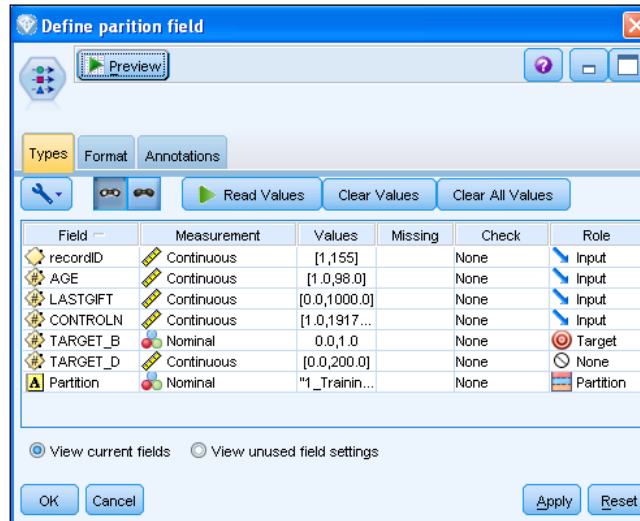 Define parition field
Preview
Types Format Annotations
Read Values Clear Values Clear All Values
Field Measurement Values Missing Check Role
recordID Continuous [1,155] None Input
AGE Continuous [1.0,98.0] None Input
LASTGIFT Continuous [0.0,1000.0] None Input
CONTROLN Continuous [1.0,1917... None Input
TARGET_B Nominal 0.0,1.0 None Target
TARGET_D Continuous [0.0,200.0] None None
A Partition Nominal "1_Trainin... None Partition
View current fields View unused field settings
OK Cancel Apply Reset